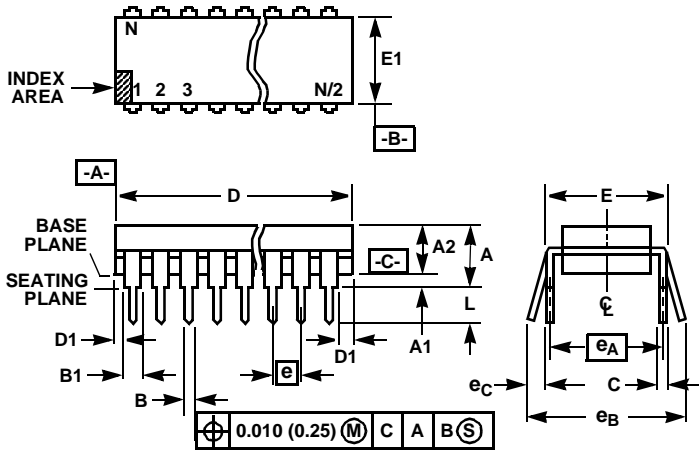 N
E1
INDEX
AREA
1 2 3 N/2
-B-
-A-
D
E
BASE
PLANE
A2
A
-C-
SEATING
PLANE
L
C
L
D1
A1
D1
eA
B1
e
eC
C
B
eB
0.010 (0.25) M C A B S